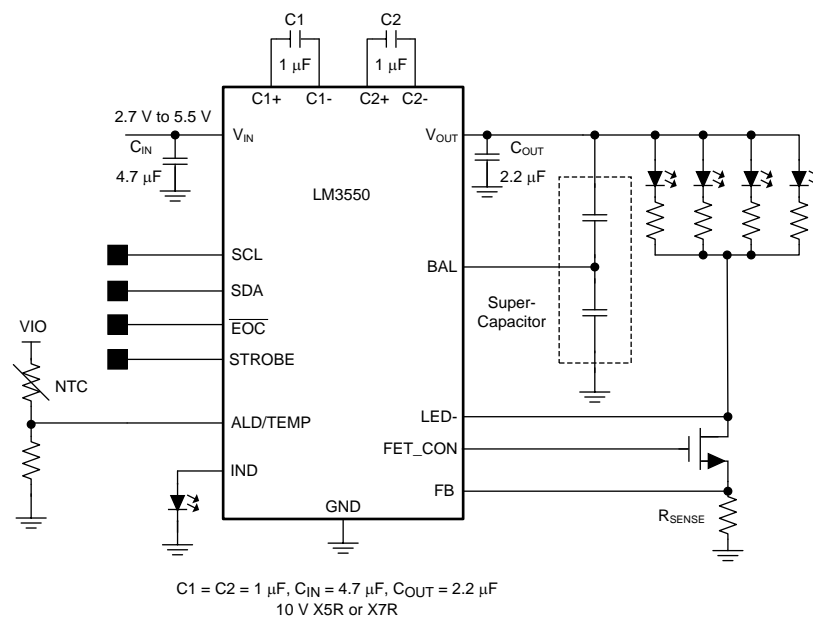 C1
C2
1 μF
1 μF
C1+ C1- C2+ C2-
2.7 V to 5.5 V
VIN
CIN
4.7 μF
VOUT
COUT
2.2 μF
LM3550
SCL
SDA
EOC
STROBE
BAL
Super-
Capacitor
VIO
NTC
ALD/TEMP
LED-
FET_CON
IND
FB
GND
RSENSE
C1 = C2 = 1 μF, CIN = 4.7 μF, COUT = 2.2 μF
10 V X5R or X7R